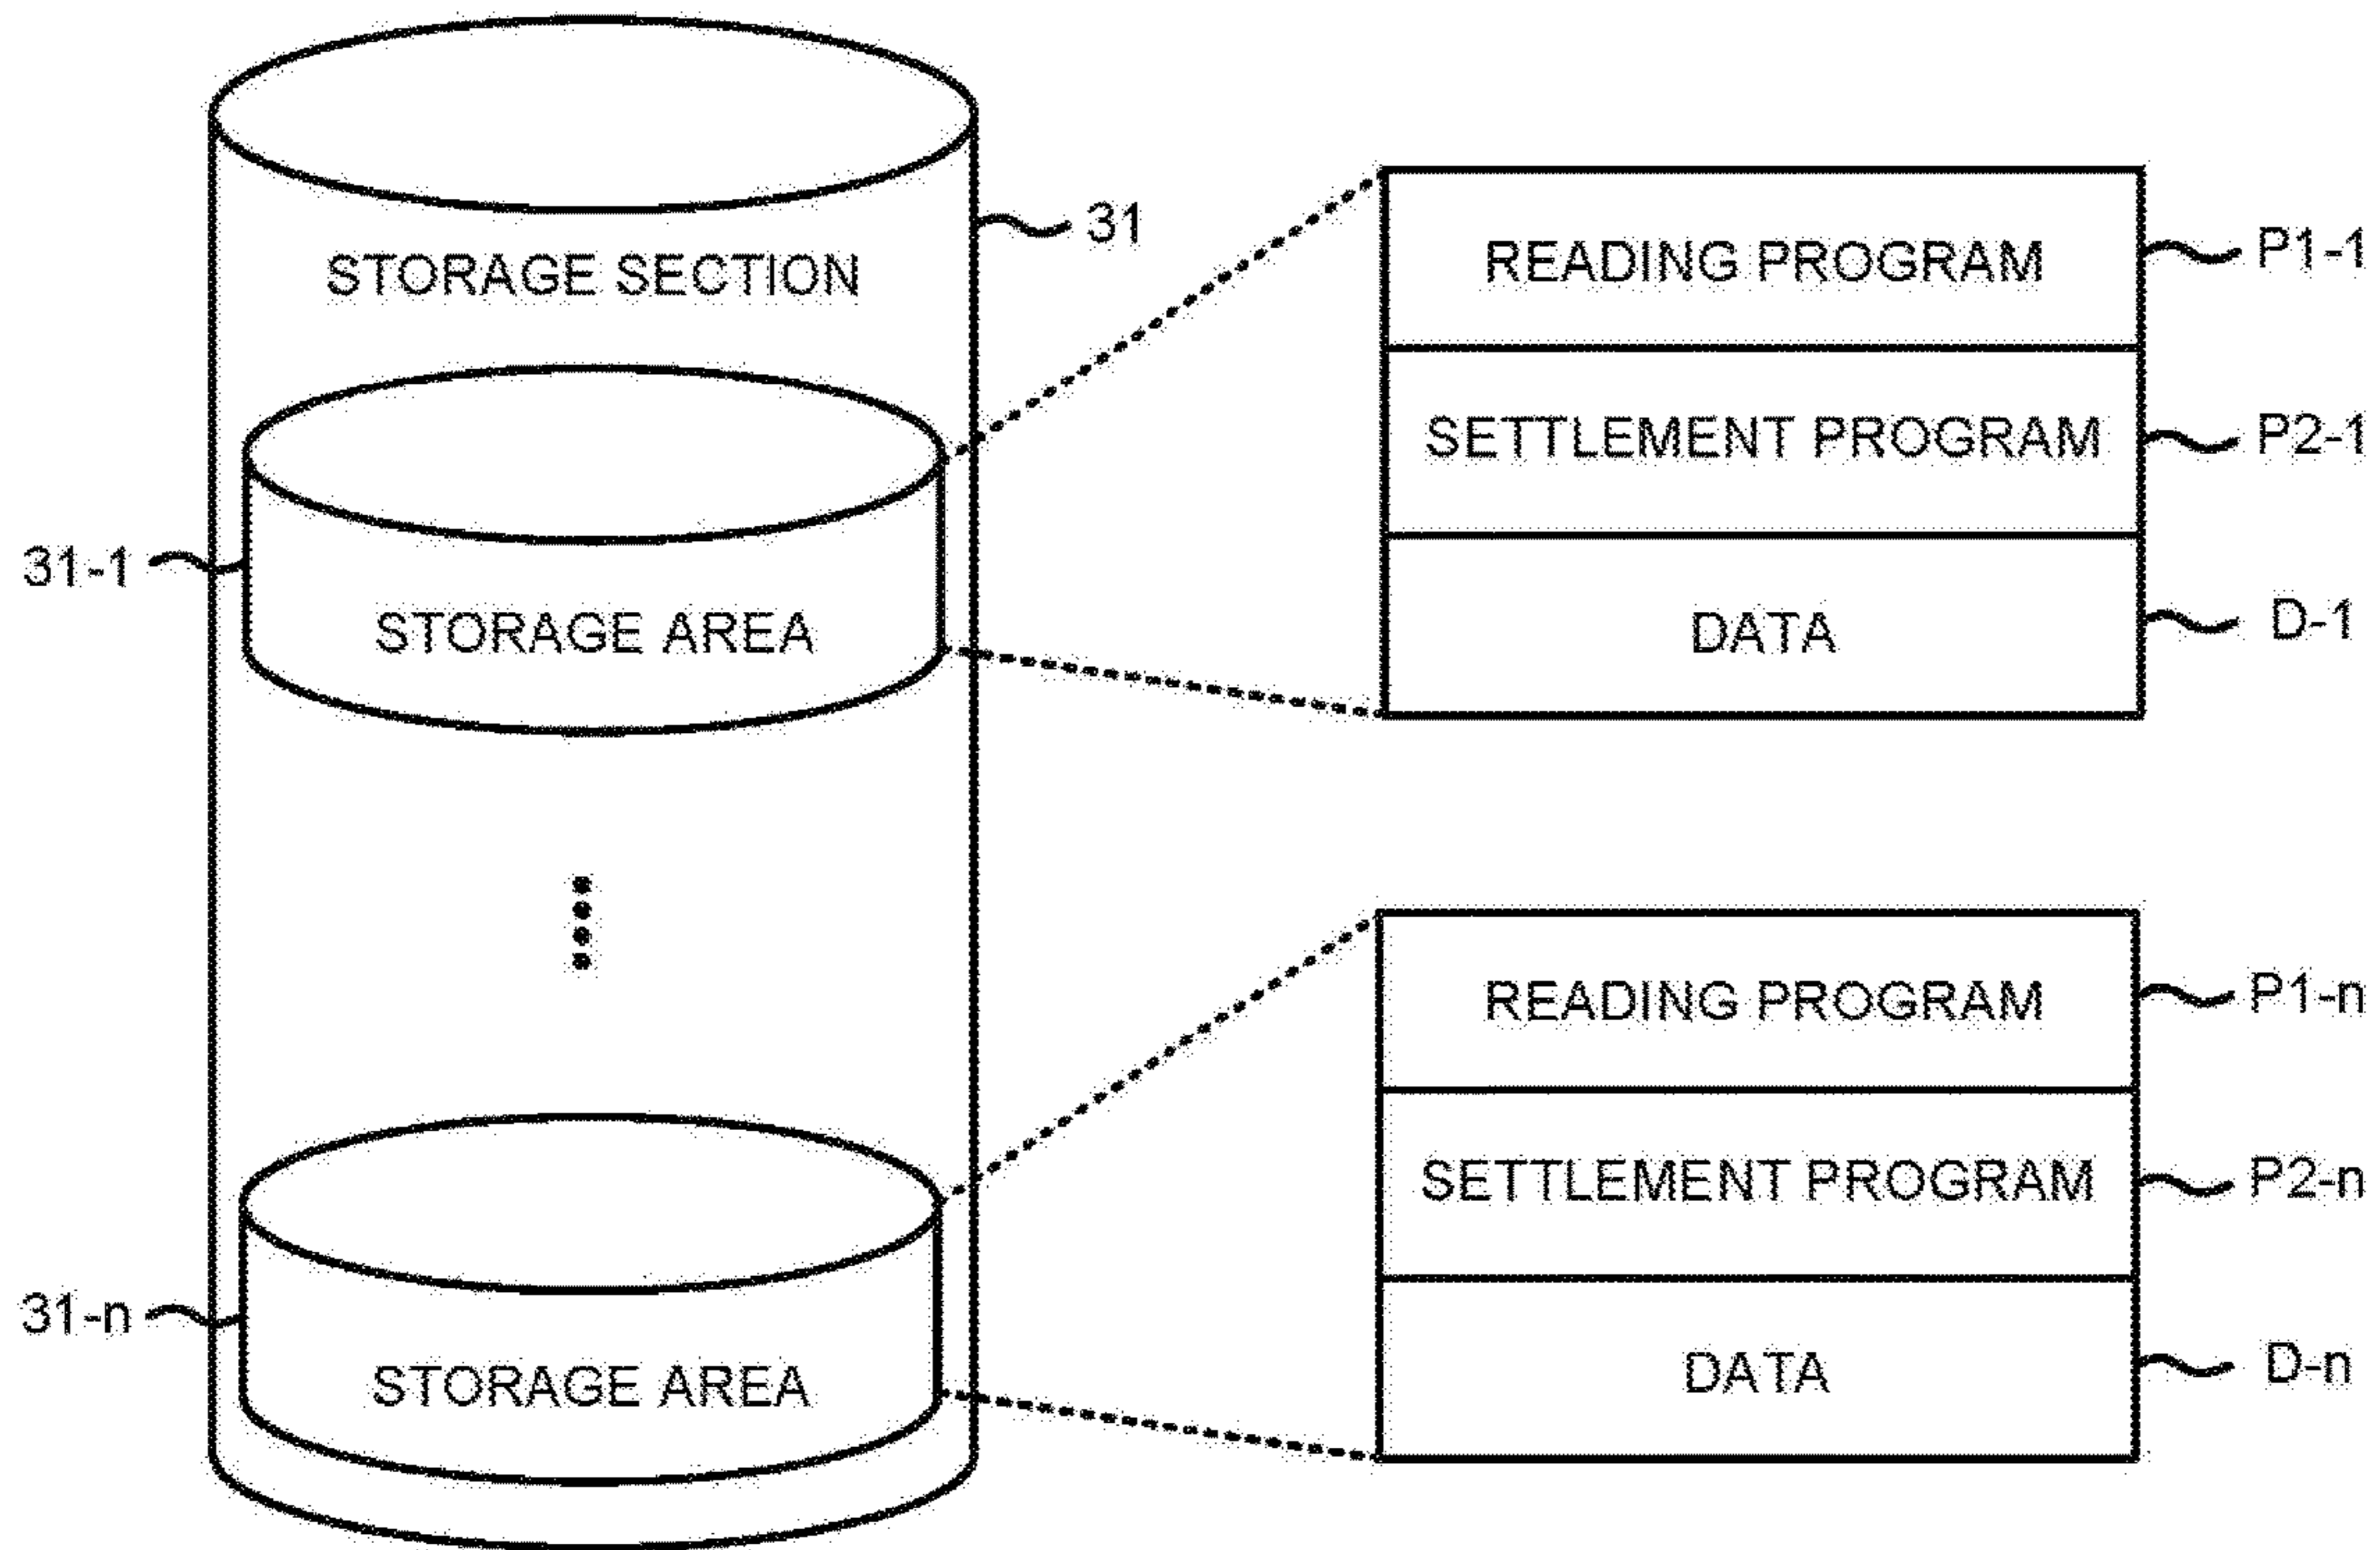 31
STORAGE SECTION
READING PROGRAM
P1-1
SETTLEMENT PROGRAM
P2-1
31-1
STORAGE AREA
DATA
D-1
READING PROGRAM
P1-n
SETTLEMENT PROGRAM
P2-n
31-n
STORAGE AREA
DATA
D-n